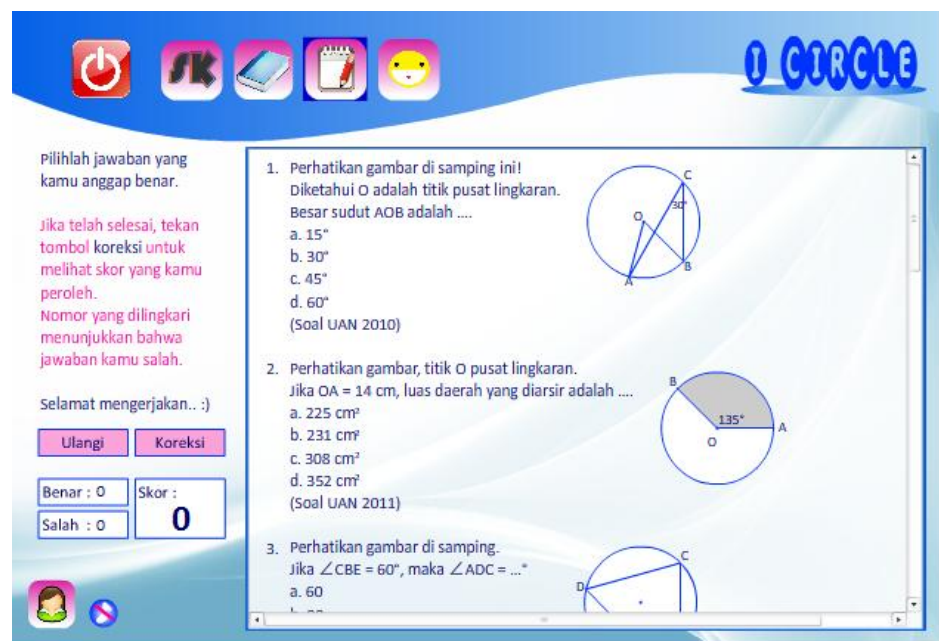 SK
I CIRCLE
Pilihlah jawaban yang
kamu anggap benar.
Jika telah selesai, tekan
tombol koreksi untuk
melihat skor yang kamu
peroleh.
Nomor yang dilingkari
menunjukkan bahwa
jawaban kamu salah.
Selamat mengerjakan.. :)
Ulangi
Koreksi
Benar : 0
Salah : 0
Skor :
0
1. Perhatikan gambar di samping ini!
Diketahui O adalah titik pusat lingkaran.
Besar sudut AOB adalah ....
a. 15°
b. 30°
c. 45°
d. 60°
(Soal UAN 2010)
C
30°
O
B
A
2. Perhatikan gambar, titik O pusat lingkaran.
Jika OA = 14 cm, luas daerah yang diarsir adalah ....
a. 225 cm²
b. 231 cm²
c. 308 cm²
d. 352 cm²
(Soal UAN 2011)
B
135°
A
O
3. Perhatikan gambar di samping.
Jika ∠CBE = 60°, maka ∠ADC = ...°
a. 60
C
D